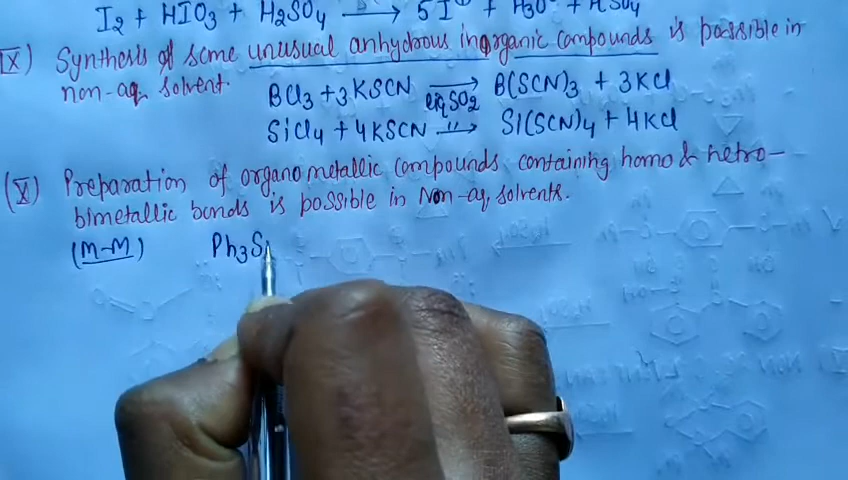 I₂ + HIO₃ + H₂SO₄ → 5I⁺ + H₃O⁺ + HSO₄
IX) Synthesis of some unusual anhydrous inorganic compounds is possible in
non-aq. solvent.
BCl₃ + 3KSCN → liq SO₂ B(SCN)₃ + 3KCl
SiCl₄ + 4KSCN –"→ Si(SCN)₄ + 4KCl
(X) Preparation of organometallic compounds containing homo & hetro-
bimetallic bonds is possible in Non-aq. solvents.
(M-M) Ph₃S